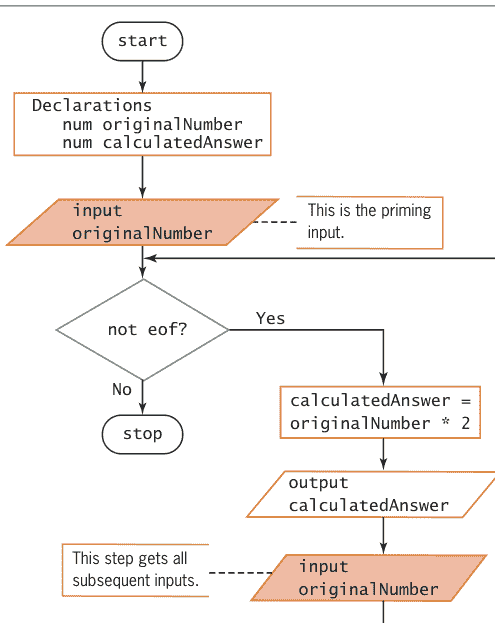 start
Declarations
num originalNumber
num calculatedAnswer
input
originalNumber
This is the priming
input.
not eof?
Yes
No
stop
calculatedAnswer =
originalNumber * 2
output
calculatedAnswer
This step gets all
subsequent inputs.
input
originalNumber